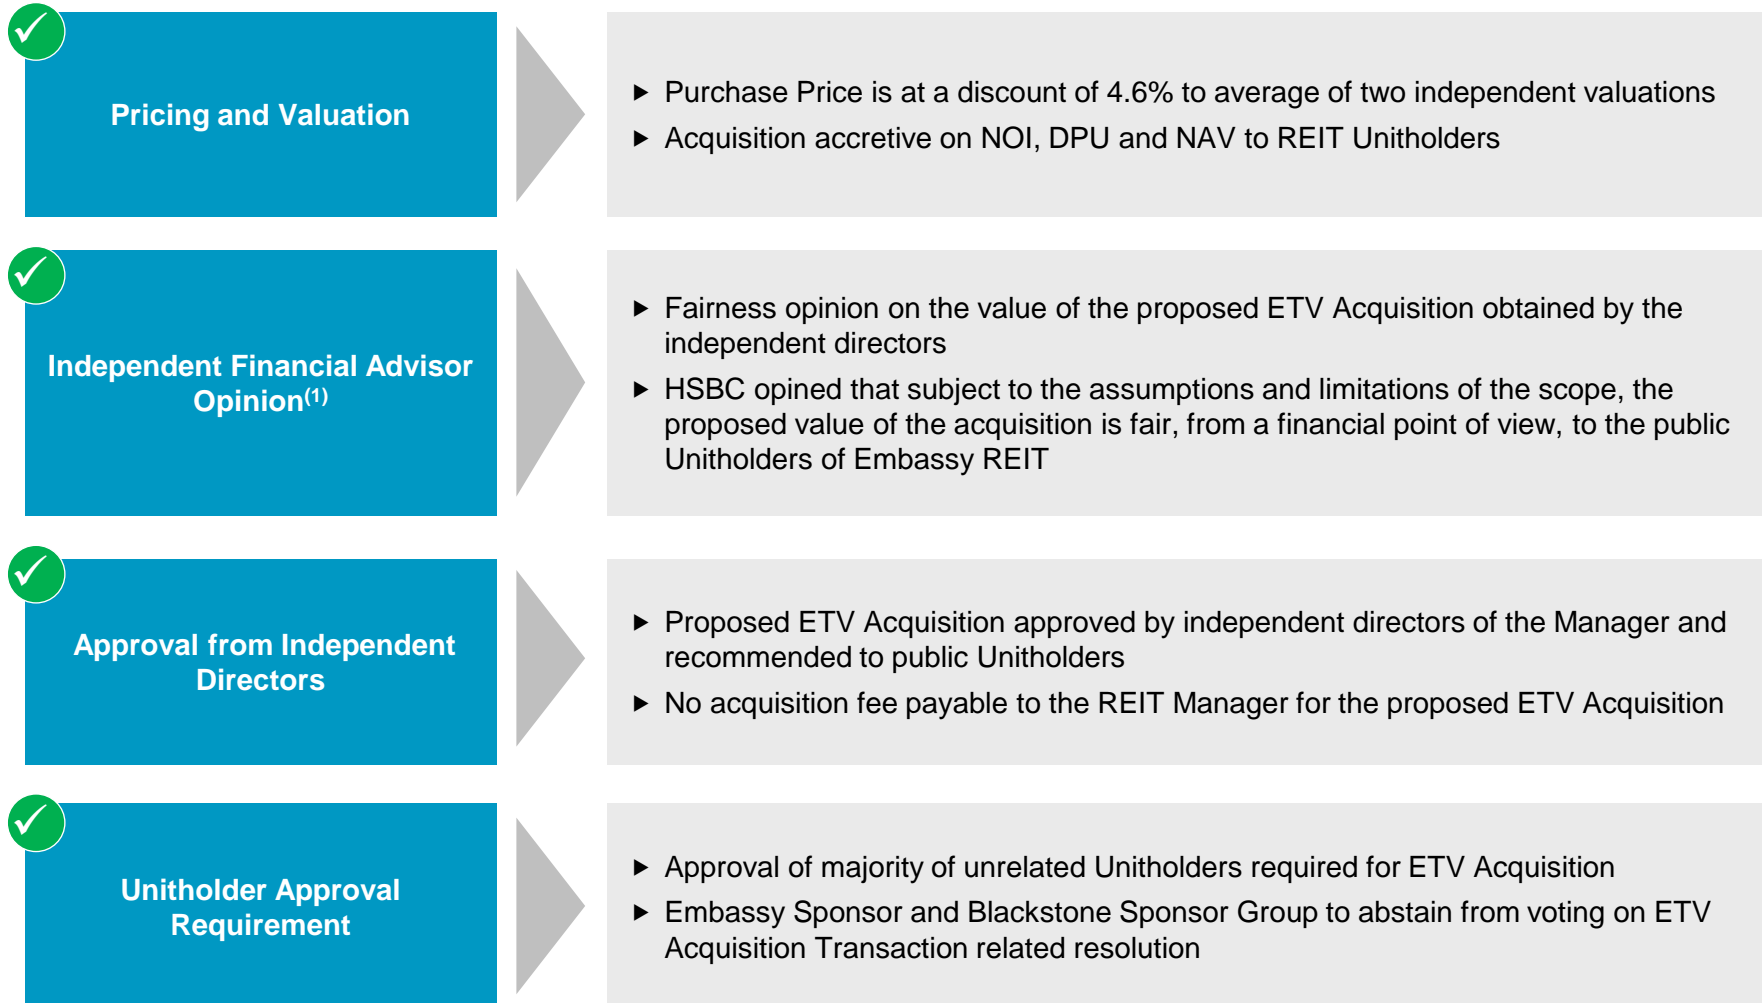 Pricing and Valuation
▶ Purchase Price is at a discount of 4.6% to average of two independent valuations
▶ Acquisition accretive on NOI, DPU and NAV to REIT Unitholders
Independent Financial Advisor
Opinion(1)
▶ Fairness opinion on the value of the proposed ETV Acquisition obtained by the
independent directors
▶ HSBC opined that subject to the assumptions and limitations of the scope, the
proposed value of the acquisition is fair, from a financial point of view, to the public
Unitholders of Embassy REIT
Approval from Independent
Directors
▶ Proposed ETV Acquisition approved by independent directors of the Manager and
recommended to public Unitholders
▶ No acquisition fee payable to the REIT Manager for the proposed ETV Acquisition
Unitholder Approval
Requirement
▶ Approval of majority of unrelated Unitholders required for ETV Acquisition
▶ Embassy Sponsor and Blackstone Sponsor Group to abstain from voting on ETV
Acquisition Transaction related resolution